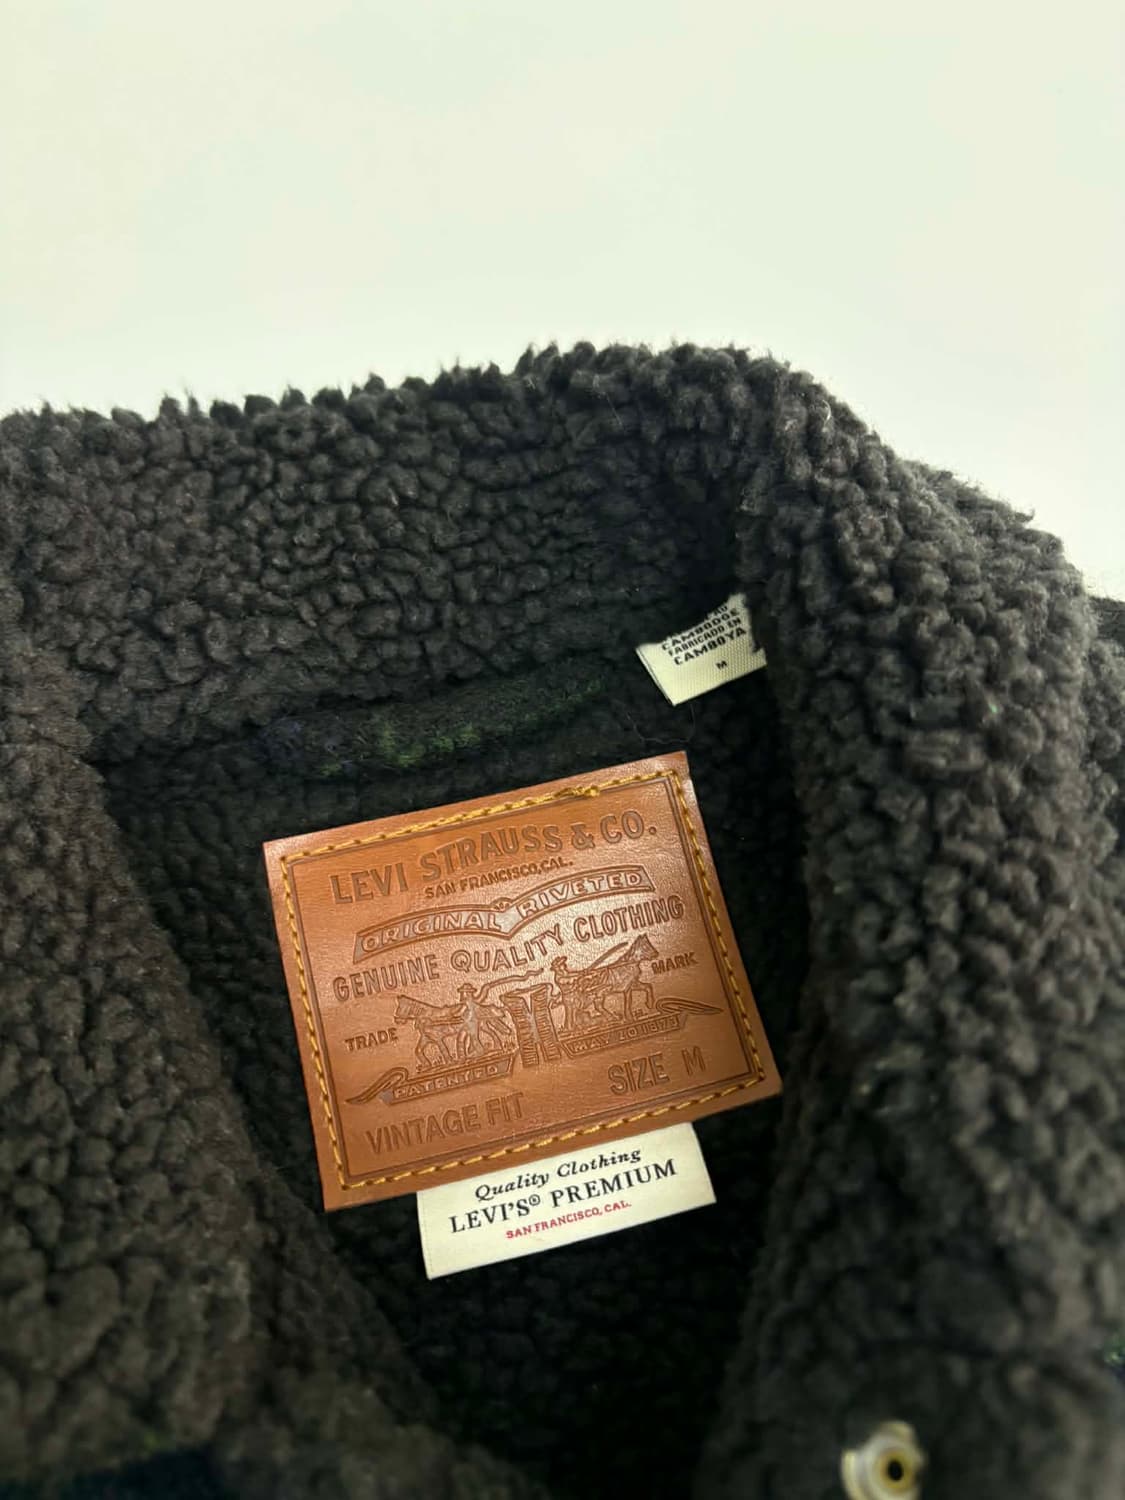 AU
CAMBODGE
FABRICADO EN
CAMBOYA
M
LEVI STRAUSS & CO.
SAN FRANCISCO, CAL.
ORIGINAL RIVETED
GENUINE QUALITY CLOTHING
TRADE MARK
PATENTED MAY 20 1873
VINTAGE FIT SIZE M
Quality Clothing
LEVI'S® PREMIUM
SAN FRANCISCO, CAL.